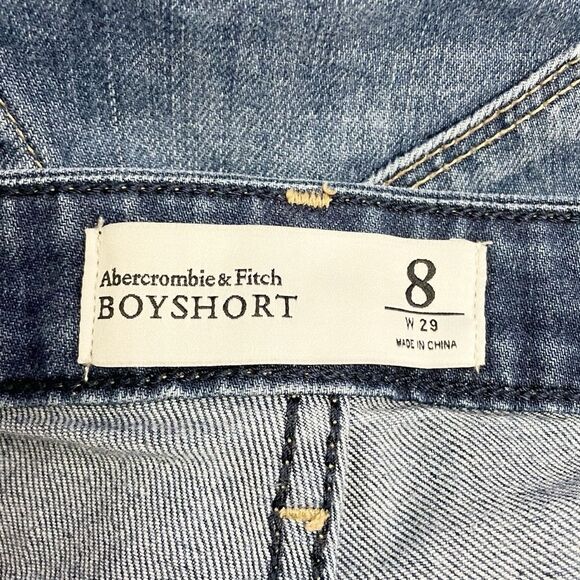 Abercrombie & Fitch
BOYSHORT
8
W 29
MADE IN CHINA